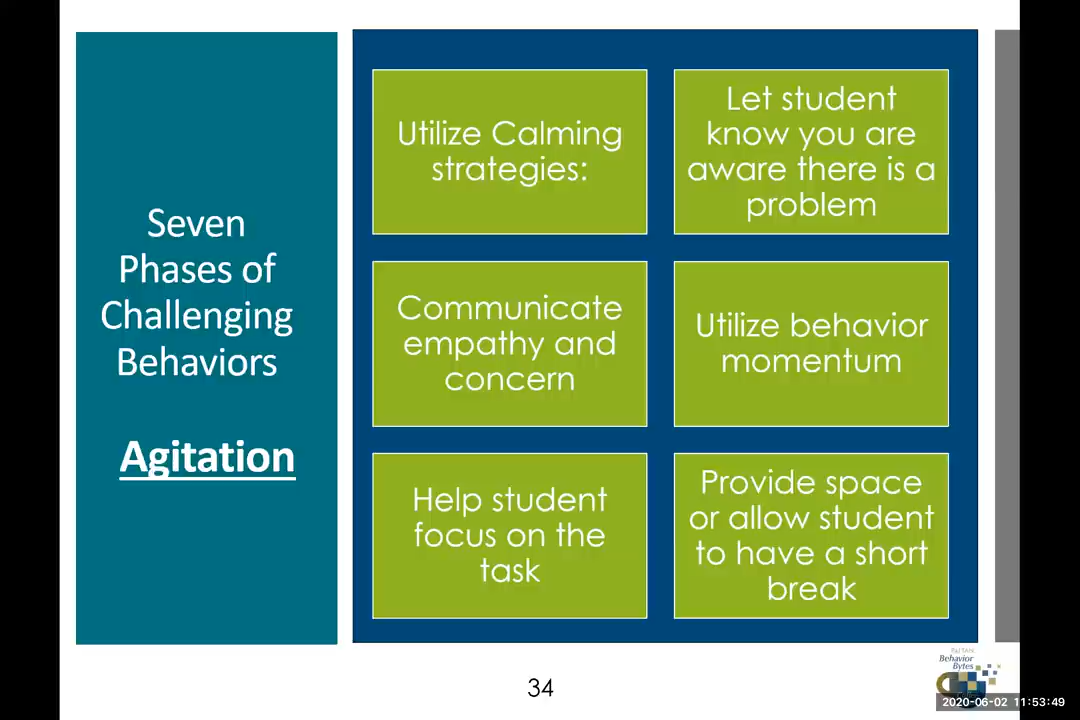 Seven
Phases of
Challenging
Behaviors
Agitation
Utilize Calming
strategies:
Let student
know you are
aware there is a
problem
Communicate
empathy and
concern
Utilize behavior
momentum
Help student
focus on the
task
Provide space
or allow student
to have a short
break
34
PaTTAN
Behavior
Bytes
2020-06-02 11:53:49